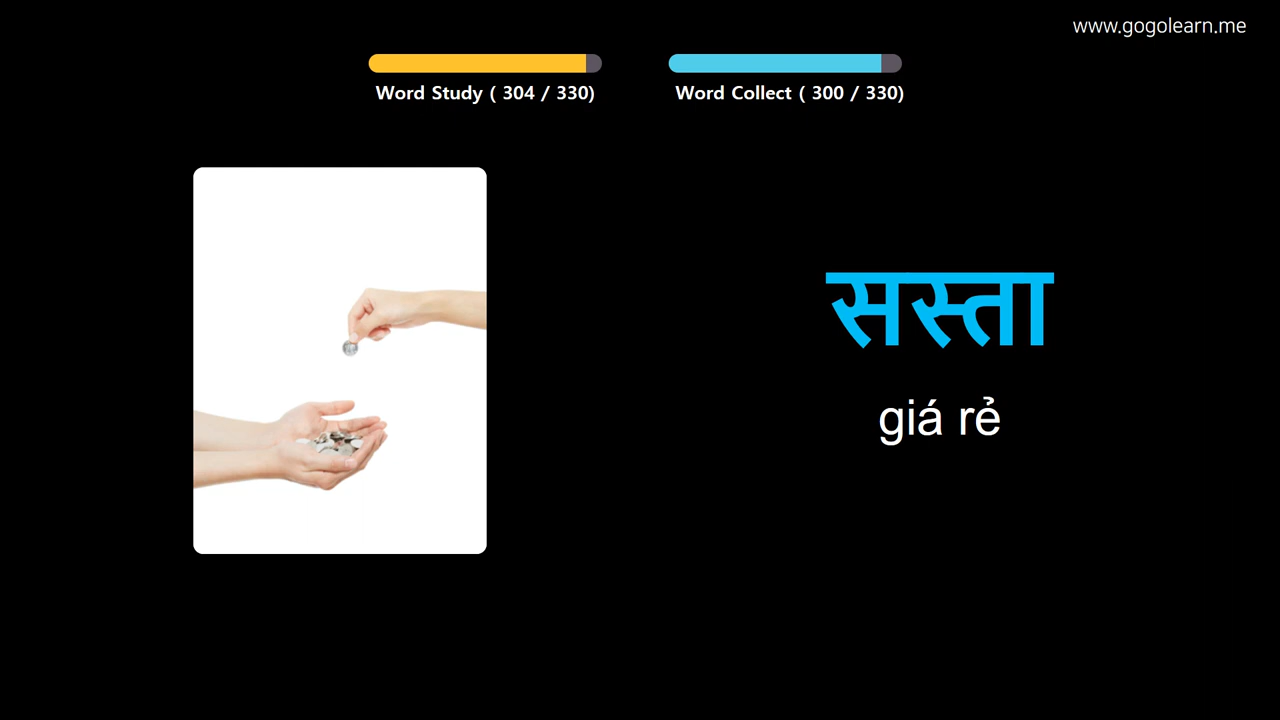 www.gogolearn.me
Word Study ( 304 / 330)
Word Collect ( 300 / 330)
सस्ता
giá rẻ